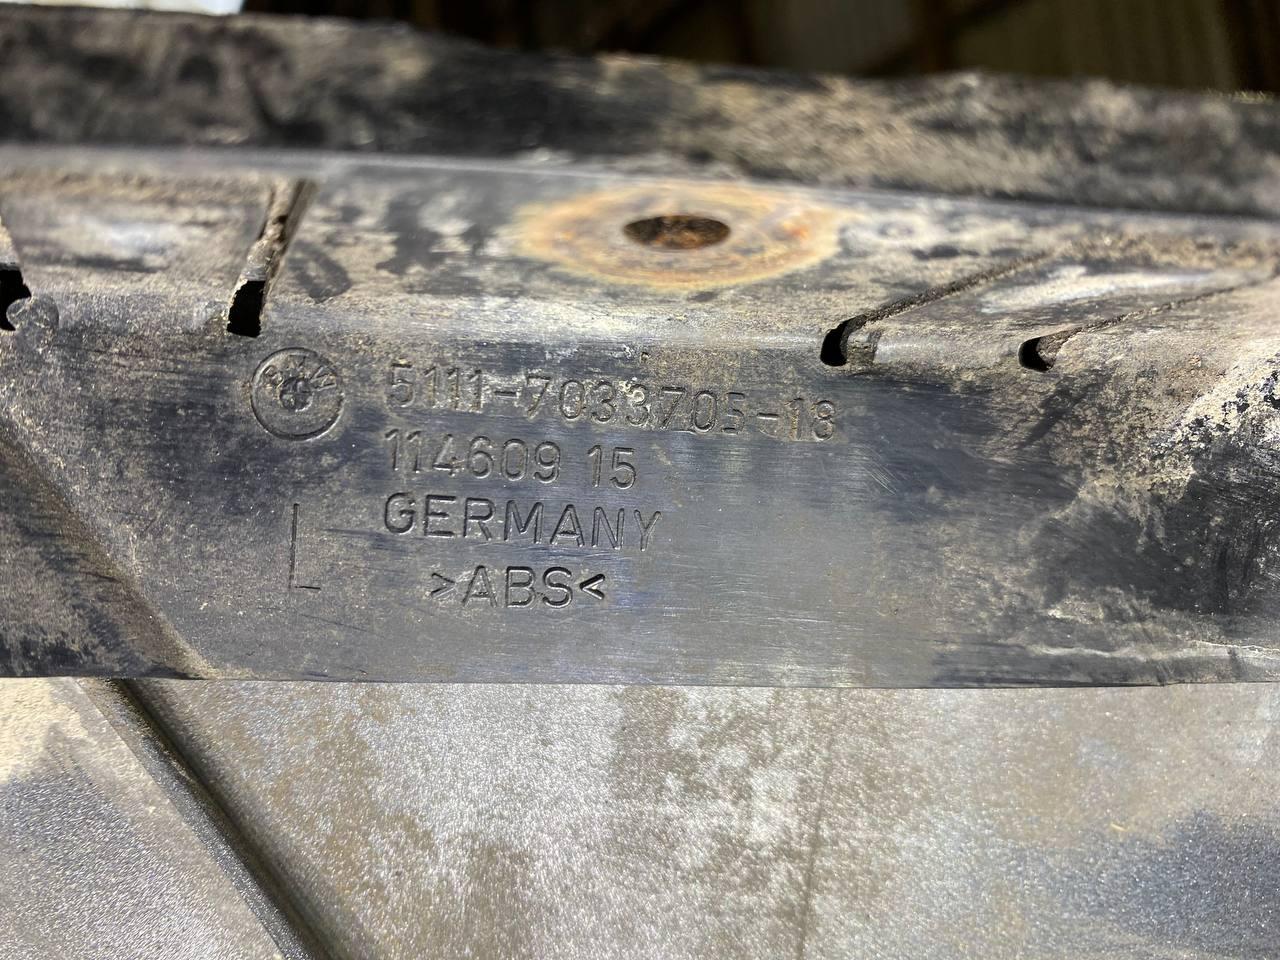 BMW
5111-7033705-18
114609 15
GERMANY
L
>ABS<